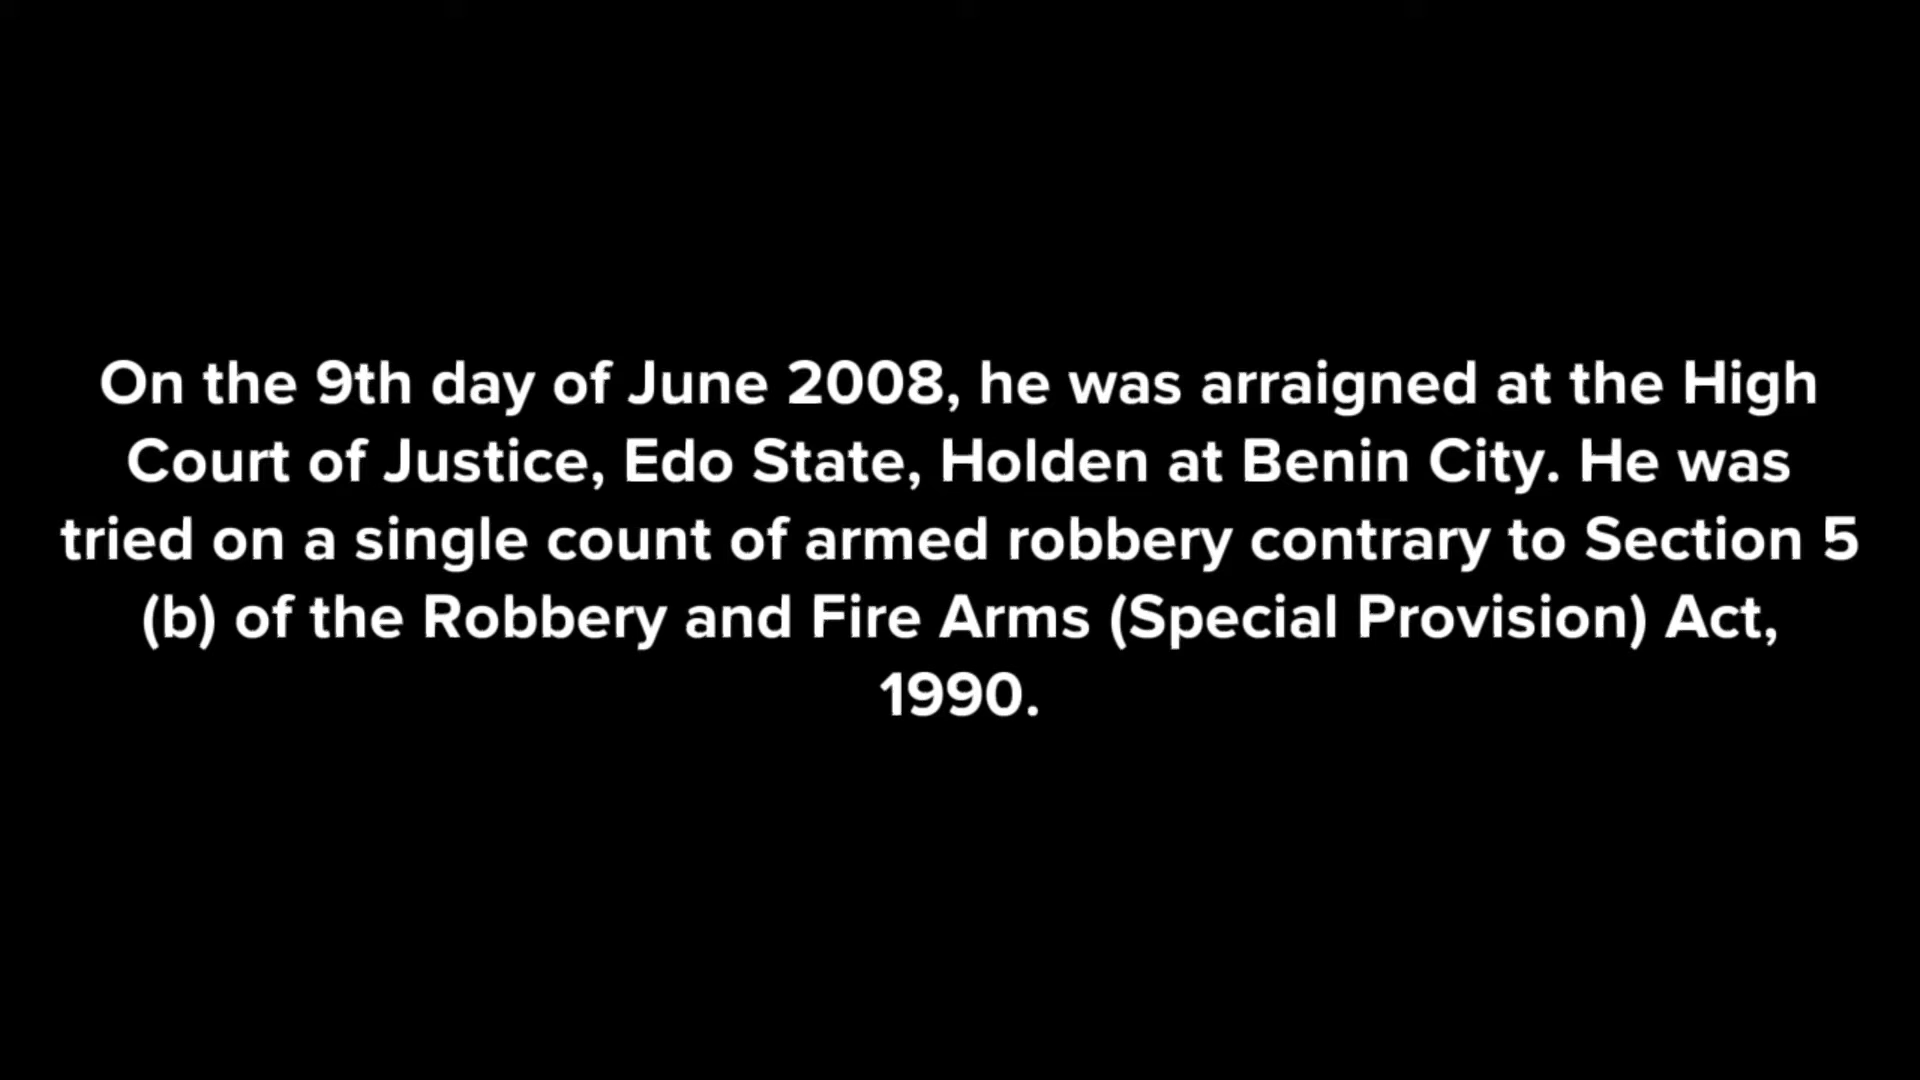 On the 9th day of June 2008, he was arraigned at the High
Court of Justice, Edo State, Holden at Benin City. He was
tried on a single count of armed robbery contrary to Section 5
(b) of the Robbery and Fire Arms (Special Provision) Act,
1990.